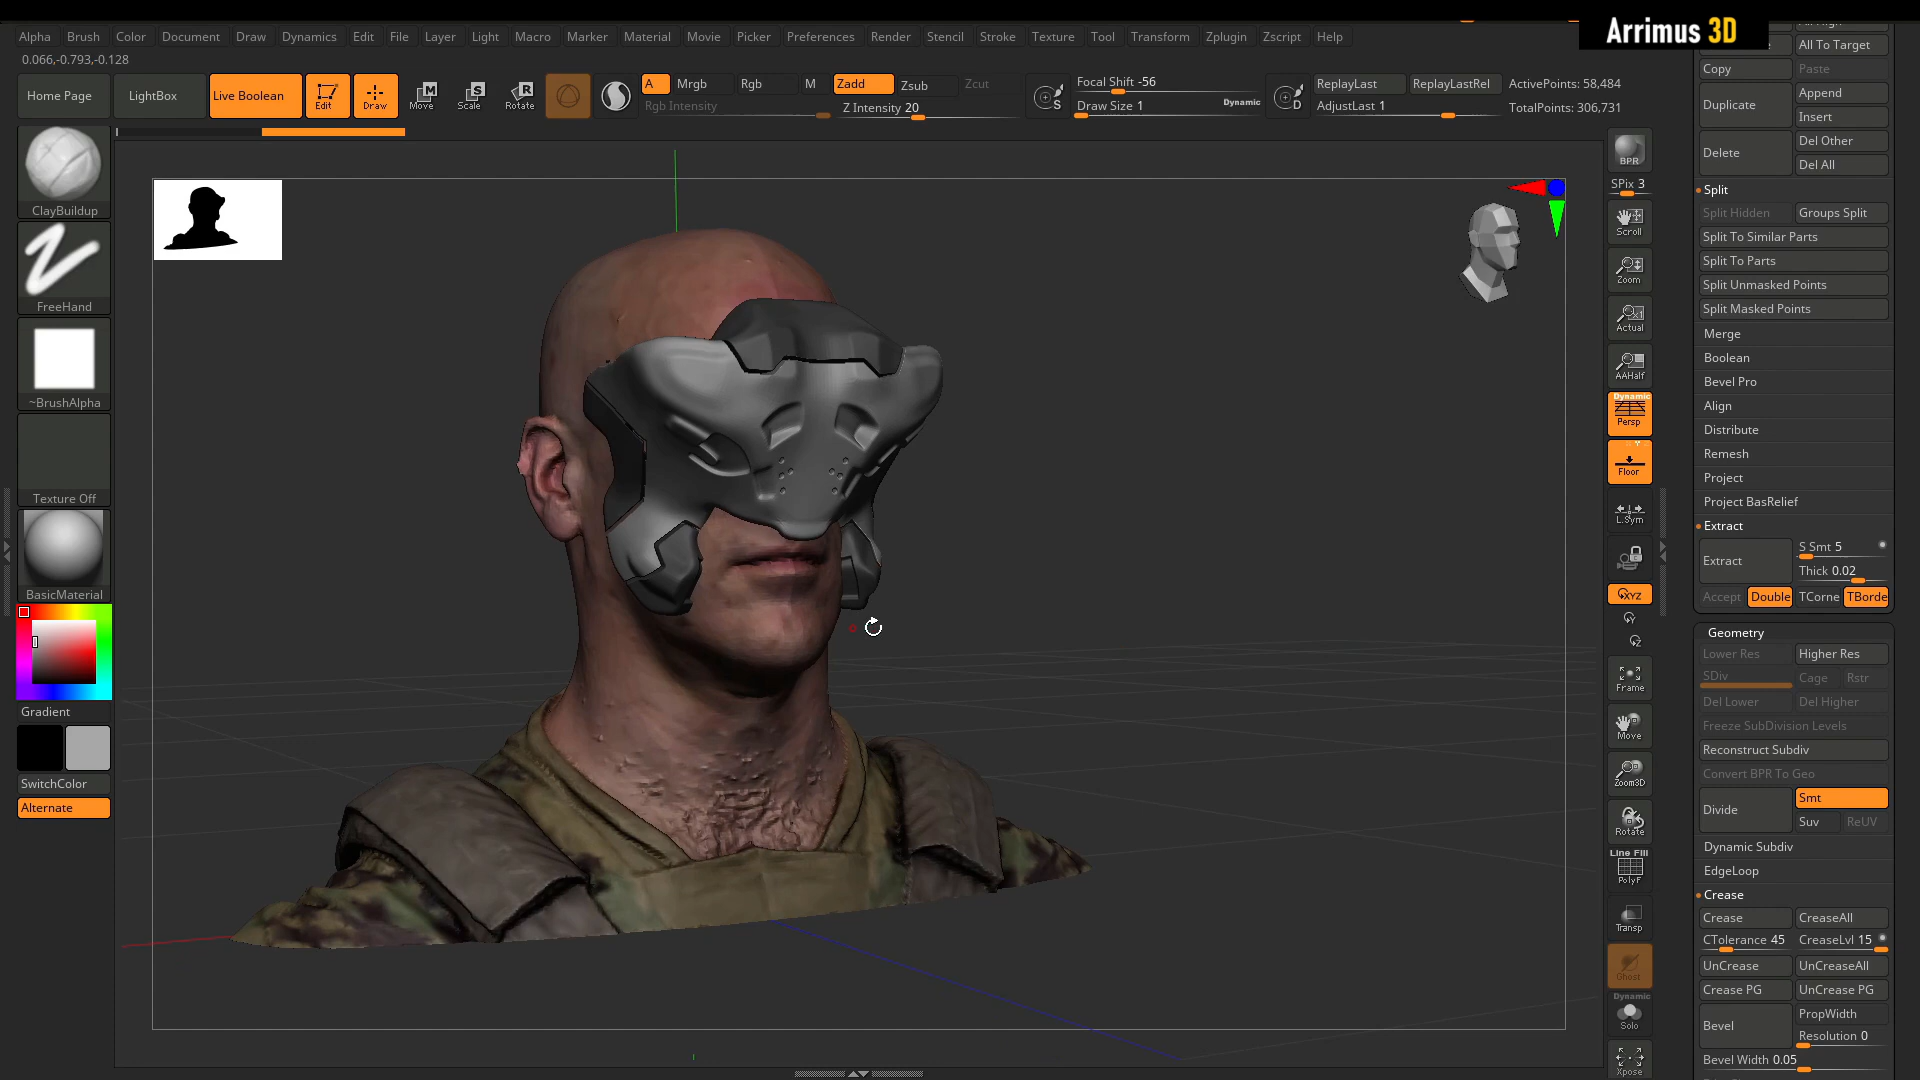 Arrimus 3D
Alpha Brush Color Document Draw Dynamics Edit File Layer Light Macro Marker Material Movie Picker Preferences Render Stencil Stroke Texture Tool Transform Zplugin Zscript Help
0.066,-0.793,-0.128
Home Page
LightBox
Live Boolean
Edit
Draw
Move
Scale
Rotate
A
Mrgb
Rgb
M
Zadd
Zsub
Zcut
Rgb Intensity
Z Intensity 20
Focal Shift -56
Draw Size 1
Dynamic
S
D
ReplayLast
ReplayLastRel
AdjustLast 1
ActivePoints: 58,484
TotalPoints: 306,731
ClayBuildup
FreeHand
~BrushAlpha
Texture Off
BasicMaterial
Gradient
SwitchColor
Alternate
BPR
SPix 3
Scroll
Zoom
Actual
AAHalf
Dynamic
Persp
Floor
L.Sym
XYZ
Y
Z
Frame
Move
Zoom3D
Rotate
Line Fill
PolyF
Transp
Ghost
Dynamic
Solo
Xpose
All To Target
Copy
Paste
Duplicate
Append
Insert
Delete
Del Other
Del All
Split
Split Hidden
Groups Split
Split To Similar Parts
Split To Parts
Split Unmasked Points
Split Masked Points
Merge
Boolean
Bevel Pro
Align
Distribute
Remesh
Project
Project BasRelief
Extract
Extract
S Smt 5
Thick 0.02
Accept
Double
TCorne
TBorde
Geometry
Lower Res
Higher Res
SDiv
Cage
Rstr
Del Lower
Del Higher
Freeze SubDivision Levels
Reconstruct Subdiv
Convert BPR To Geo
Divide
Smt
Suv
ReUV
Dynamic Subdiv
EdgeLoop
Crease
Crease
CreaseAll
CTolerance 45
CreaseLvl 15
UnCrease
UnCreaseAll
Crease PG
UnCrease PG
Bevel
PropWidth
Resolution 0
Bevel Width 0.05